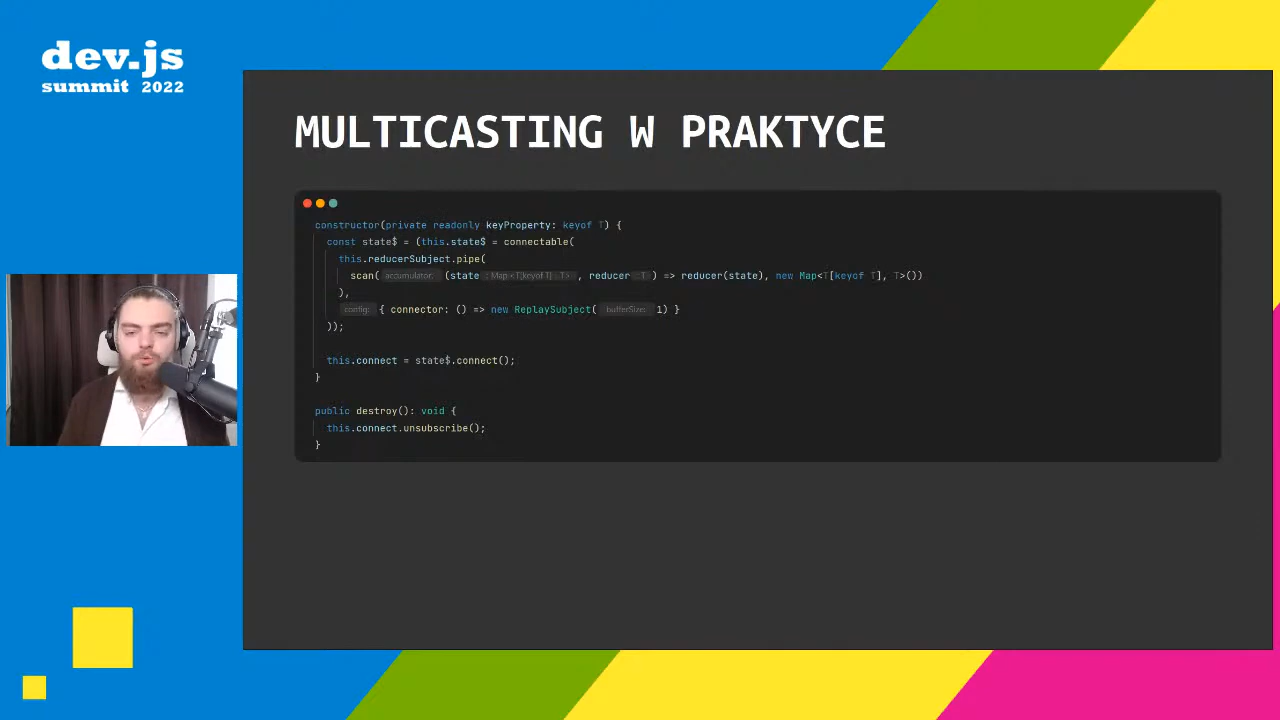 dev.js
summit 2022
MULTICASTING W PRAKTYCE
constructor(private readonly keyProperty: keyof T) {
const state$ = (this.state$ = connectable(
this.reducerSubject.pipe(
scan( accumulator: (state : Map<T[keyof T], T> , reducer : T ) => reducer(state), new Map<T[keyof T], T>())
),
config: { connector: () => new ReplaySubject( bufferSize: 1) }
));
this.connect = state$.connect();
}
public destroy(): void {
this.connect.unsubscribe();
}